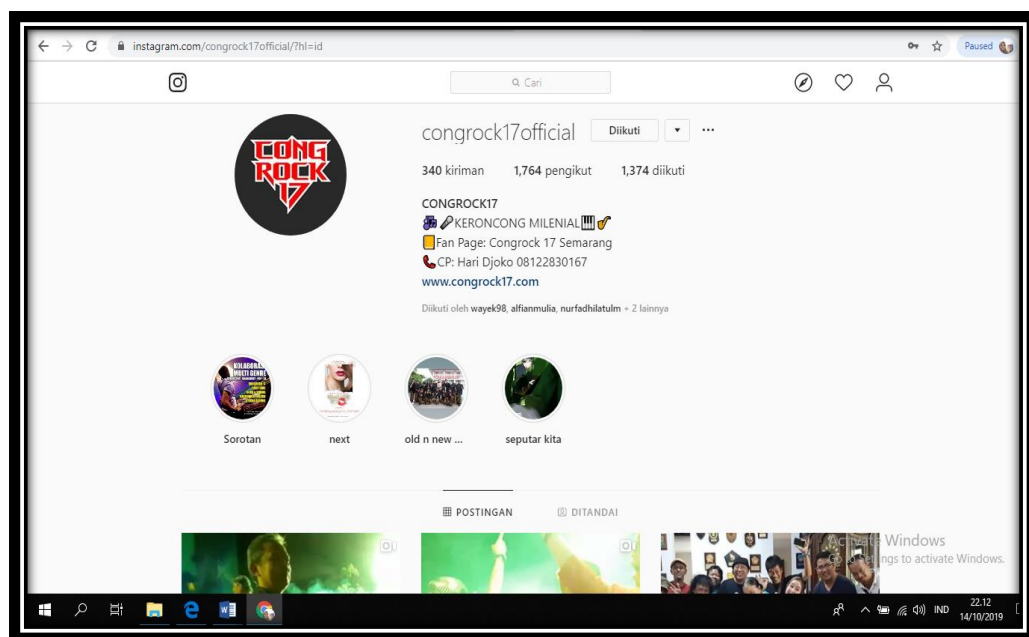 instagram.com/congrock17official/?hl=id
Paused
Cari
CONG
ROCK
17
congrock17official Diikuti
340 kiriman 1,764 pengikut 1,374 diikuti
CONGROCK17
KERONCONG MILENIAL
Fan Page: Congrock 17 Semarang
CP: Hari Djoko 08122830167
www.congrock17.com
Diikuti oleh wayek98, alfianmulia, nurfadhilatulm + 2 lainnya
KOLABORASI
MULTI GENRE
Sorotan next old n new ... seputar kita
POSTINGAN DITANDAI
Activate Windows
Go to Settings to activate Windows.
IND
22.12
14/10/2019